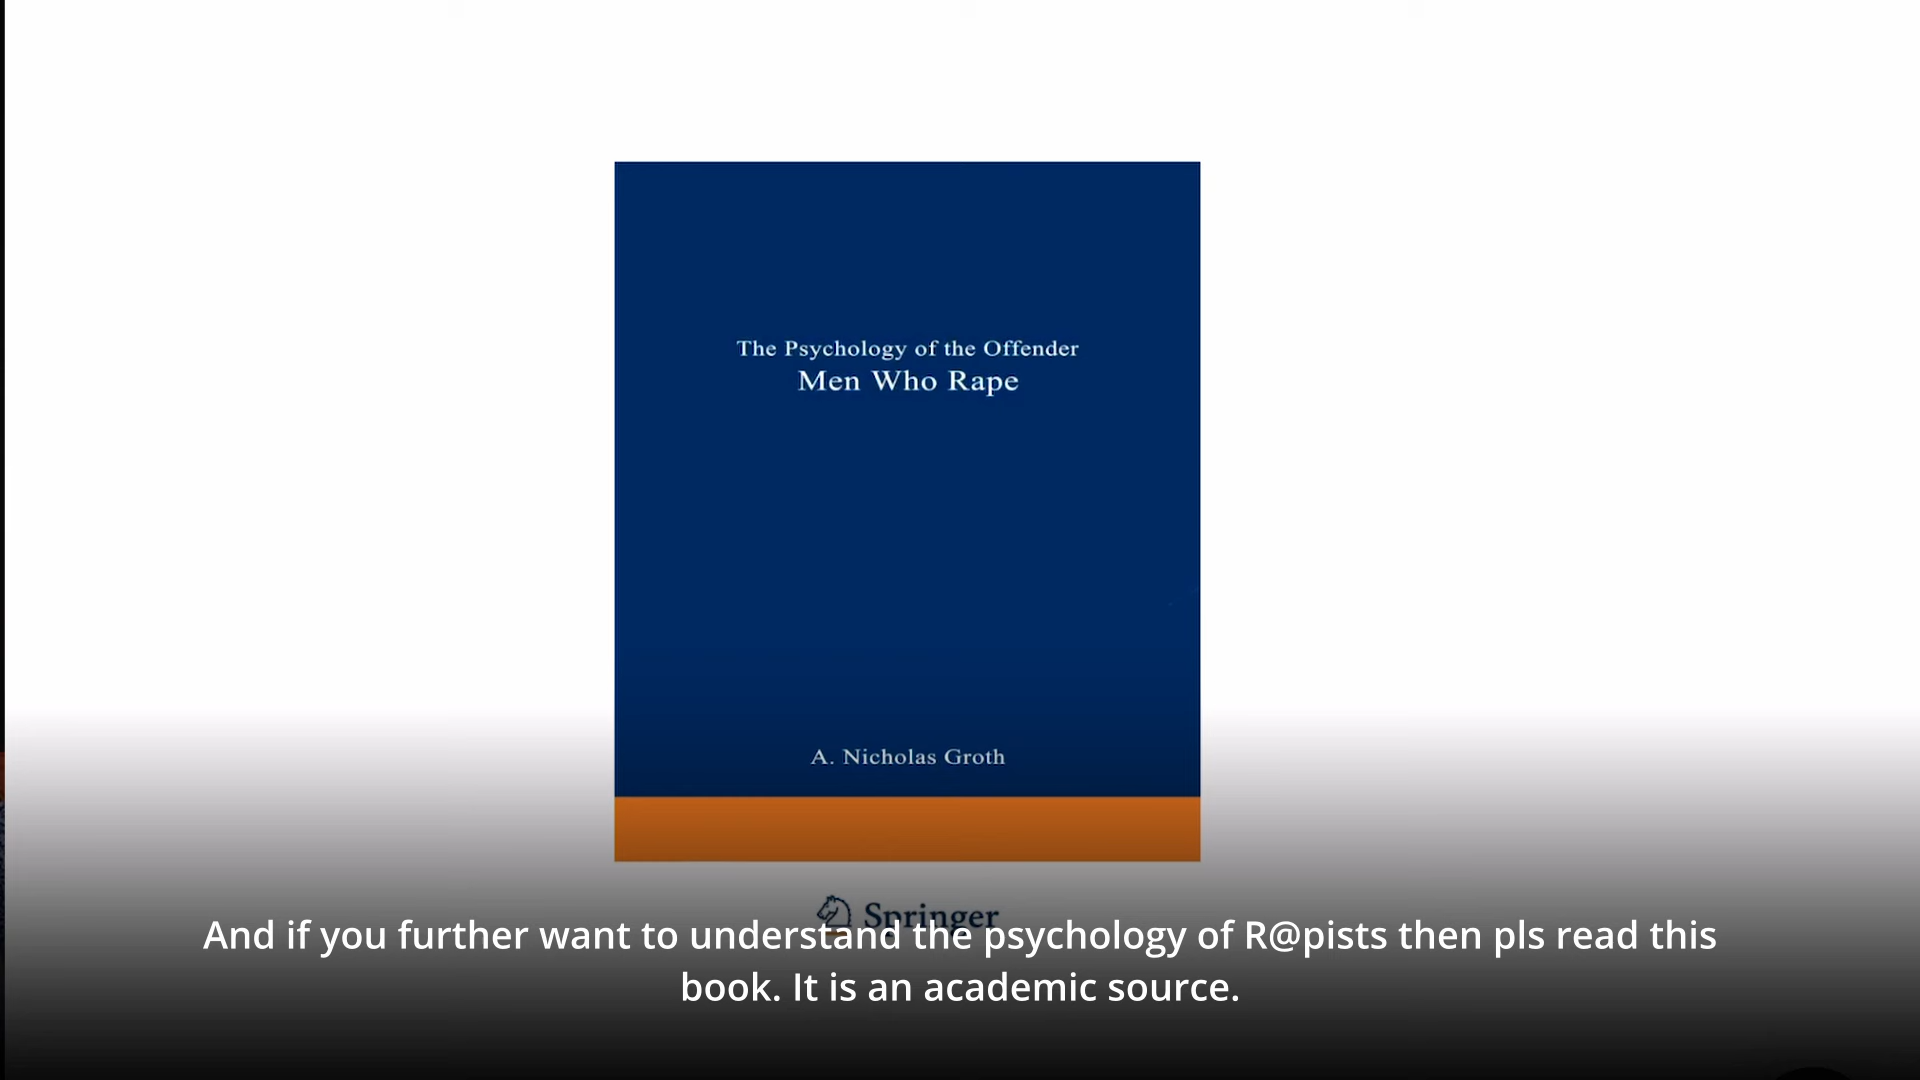 The Psychology of the Offender
Men Who Rape
A. Nicholas Groth
Springer
And if you further want to understand the psychology of R@pists then pls read this
book. It is an academic source.